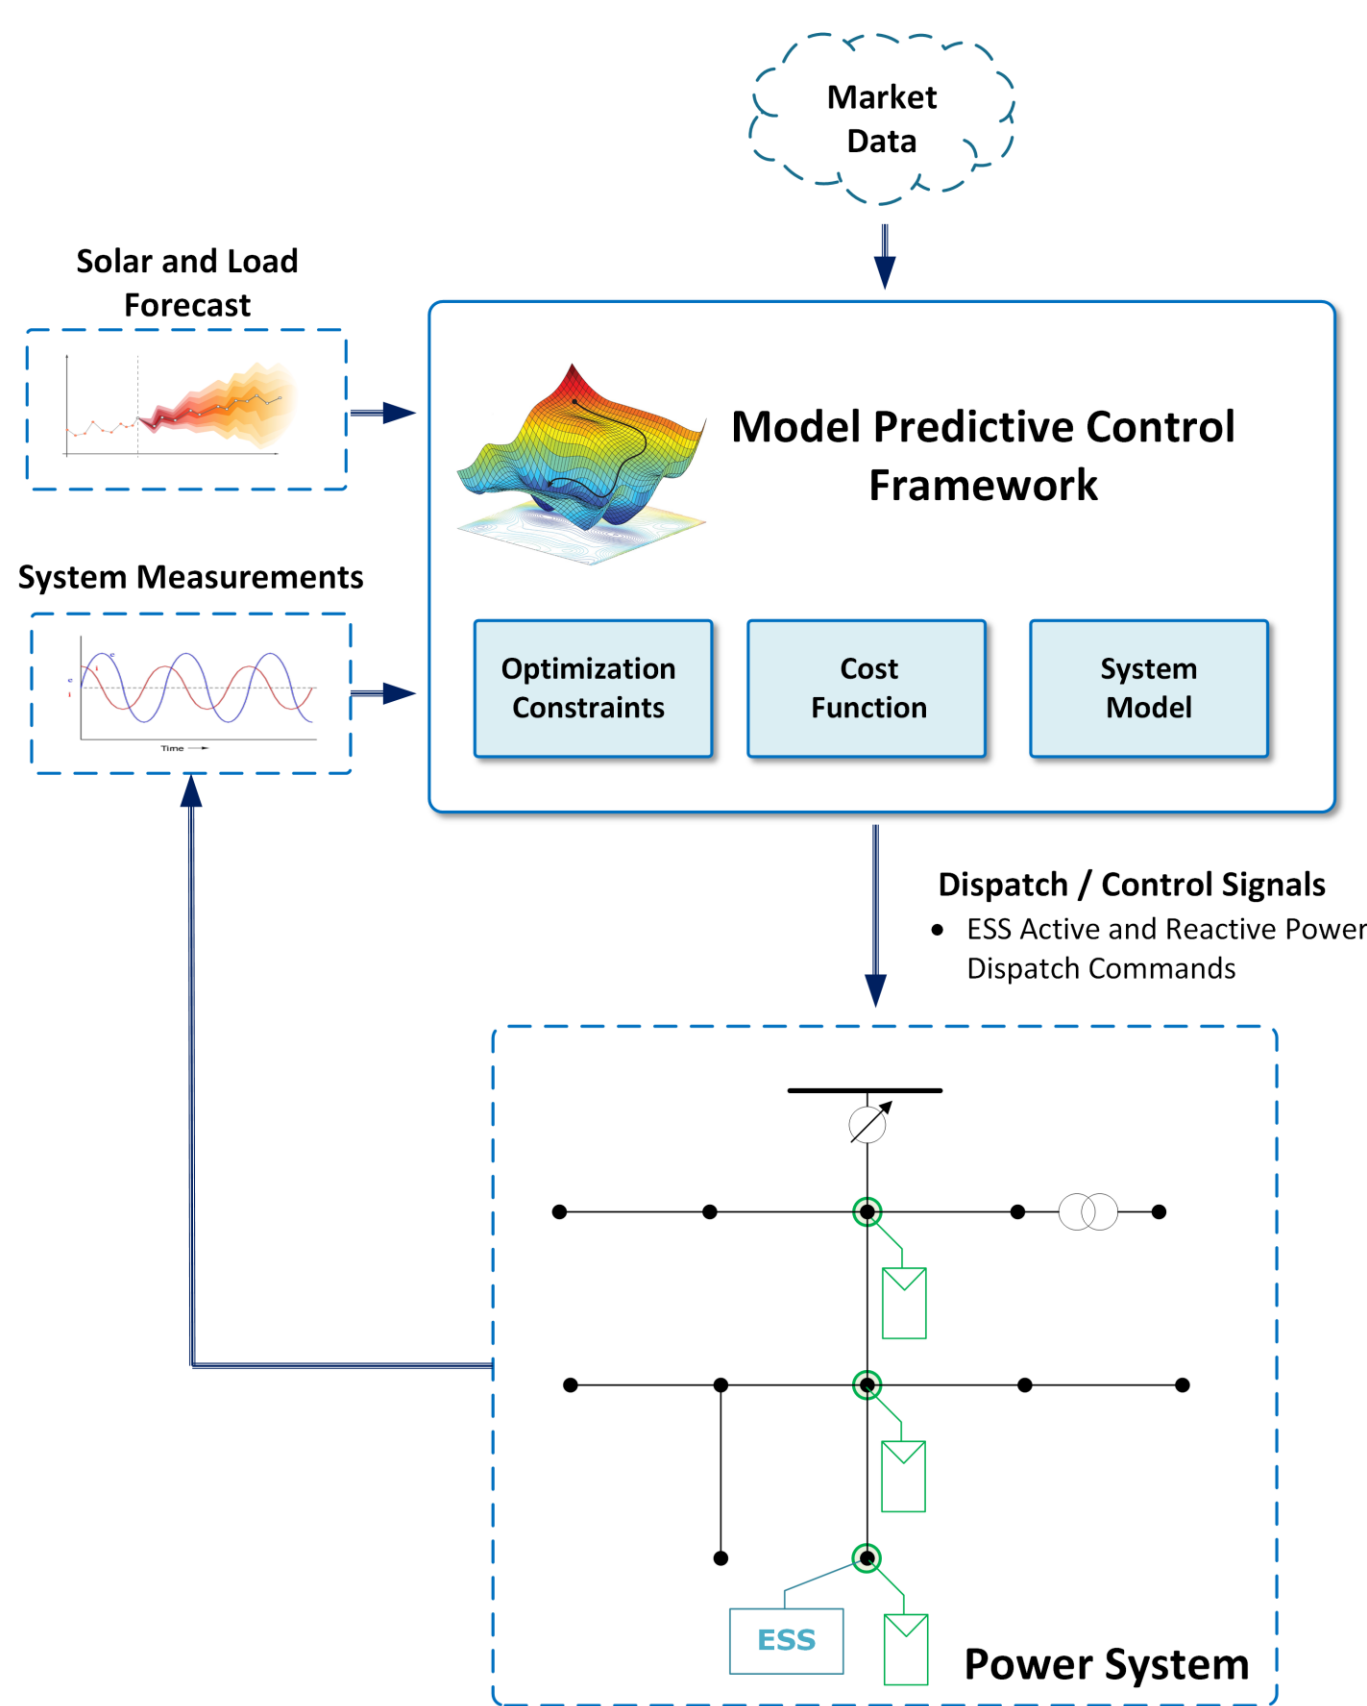 Market
Data
Solar and Load
Forecast
Model Predictive Control
Framework
System Measurements
e
i
e
i
Time
Optimization
Constraints
Cost
Function
System
Model
Dispatch / Control Signals
• ESS Active and Reactive Power
Dispatch Commands
ESS
Power System